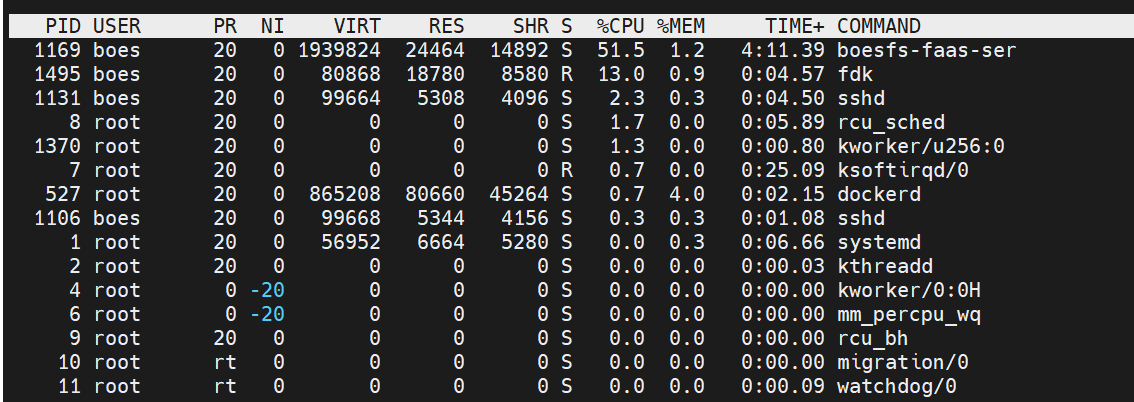 PID USER PR NI VIRT RES SHR S %CPU %MEM TIME+ COMMAND
1169 boes 20 0 1939824 24464 14892 S 51.5 1.2 4:11.39 boesfs-faas-ser
1495 boes 20 0 80868 18780 8580 R 13.0 0.9 0:04.57 fdk
1131 boes 20 0 99664 5308 4096 S 2.3 0.3 0:04.50 sshd
8 root 20 0 0 0 0 S 1.7 0.0 0:05.89 rcu_sched
1370 root 20 0 0 0 0 S 1.3 0.0 0:00.80 kworker/u256:0
7 root 20 0 0 0 0 R 0.7 0.0 0:25.09 ksoftirqd/0
527 root 20 0 865208 80660 45264 S 0.7 4.0 0:02.15 dockerd
1106 boes 20 0 99668 5344 4156 S 0.3 0.3 0:01.08 sshd
1 root 20 0 56952 6664 5280 S 0.0 0.3 0:06.66 systemd
2 root 20 0 0 0 0 S 0.0 0.0 0:00.03 kthreadd
4 root 0 -20 0 0 0 S 0.0 0.0 0:00.00 kworker/0:0H
6 root 0 -20 0 0 0 S 0.0 0.0 0:00.00 mm_percpu_wq
9 root 20 0 0 0 0 S 0.0 0.0 0:00.00 rcu_bh
10 root rt 0 0 0 0 S 0.0 0.0 0:00.00 migration/0
11 root rt 0 0 0 0 S 0.0 0.0 0:00.09 watchdog/0